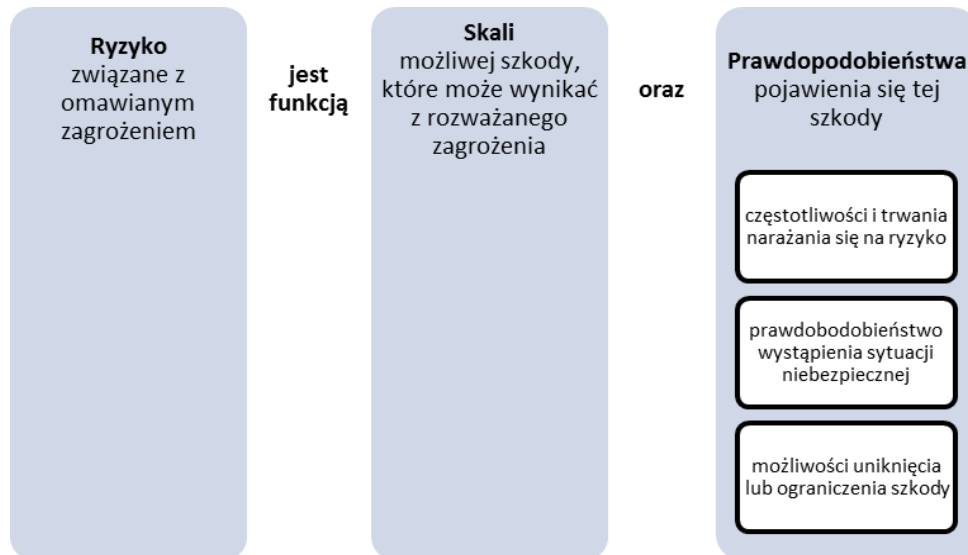 Ryzyko
związane z
omawianym
zagrożeniem
jest
funkcją
Skali
możliwej szkody,
które może wynikać
z rozważanego
zagrożenia
oraz
Prawdopodobieństwa
pojawienia się tej
szkody
częstotliwości i trwania
narażania się na ryzyko
prawdobodobieństwo
wystąpienia sytuacji
niebezpiecznej
możliwości uniknięcia
lub ograniczenia szkody